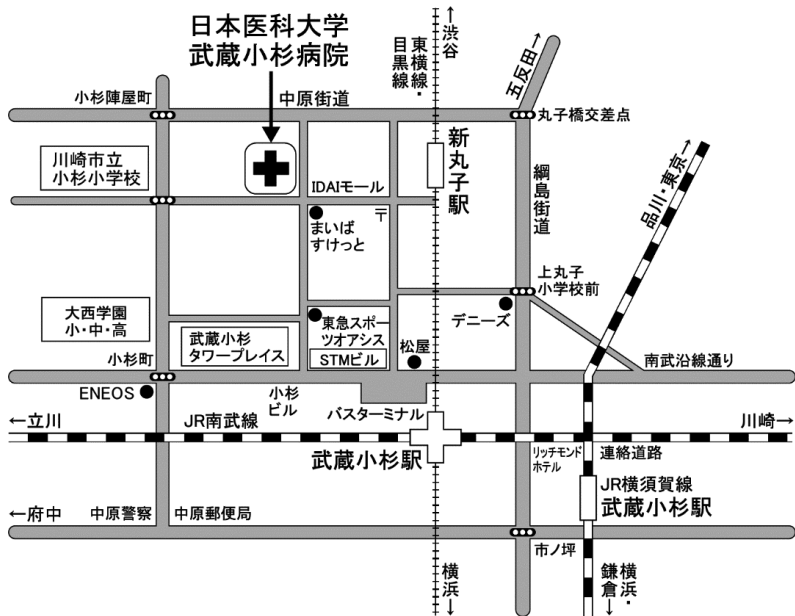 日本医科大学
武蔵小杉病院
↑渋谷
東横線・
目黒線
五反田→
小杉陣屋町
中原街道
丸子橋交差点
川崎市立
小杉小学校
新丸子駅
綱島街道
品川・東京→
IDAIモール
〒
まいば
すけっと
上丸子
小学校前
デニーズ
大西学園
小・中・高
武蔵小杉
タワープレイス
東急スポー
ツオアシス
STMビル
松屋
小杉町
南武沿線通り
ENEOS
小杉
ビル
バスターミナル
←立川
JR南武線
川崎→
武蔵小杉駅
リッチモンド
ホテル
連絡道路
JR横須賀線
武蔵小杉駅
←府中
中原警察
中原郵便局
市ノ坪
横浜↓
横浜・
鎌倉↓